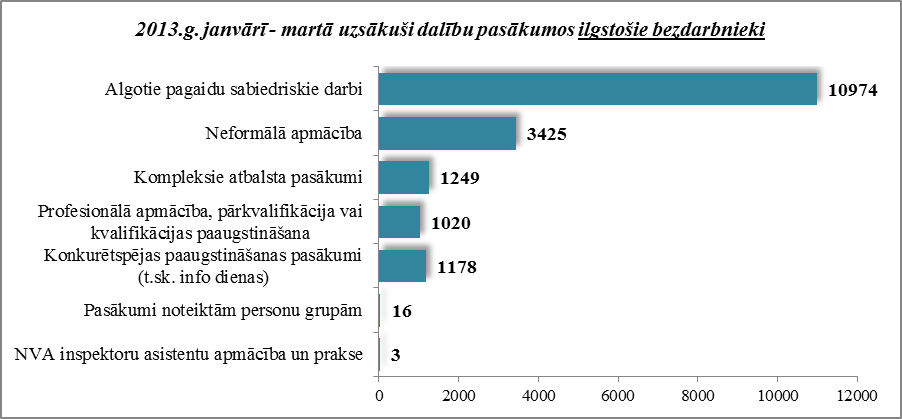 2013.g. janvārī - martā uzsākuši dalību pasākumos ilgstošie bezdarbnieki
Algotie pagaidu sabiedriskie darbi
10974
Neformālā apmācība
3425
Kompleksie atbalsta pasākumi
1249
Profesionālā apmācība, pārkvalifikācija vai
kvalifikācijas paaugstināšana
1020
Konkurētspējas paaugstināšanas pasākumi
(t.sk. info dienas)
1178
Pasākumi noteiktām personu grupām
16
NVA inspektoru asistentu apmācība un prakse
3
0 2000 4000 6000 8000 10000 12000